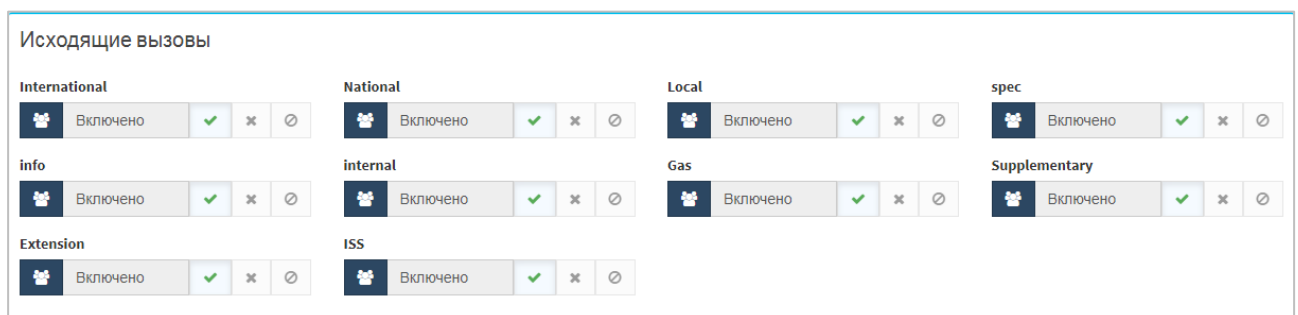 Исходящие вызовы
International National Local spec
Включено Включено Включено Включено
info internal Gas Supplementary
Включено Включено Включено Включено
Extension ISS
Включено Включено